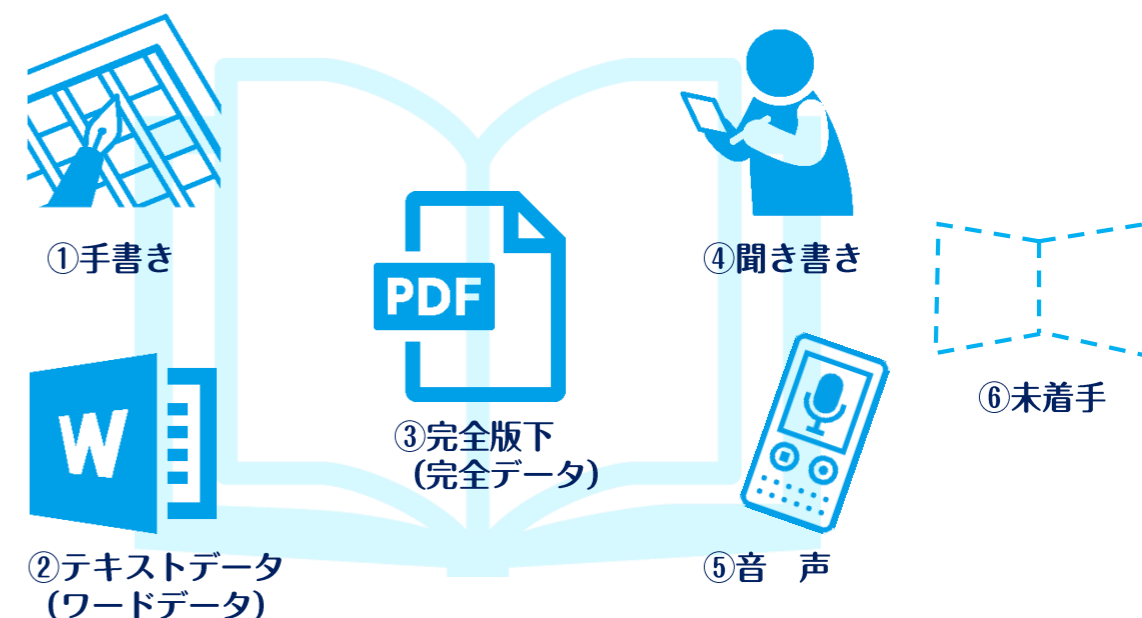 ①手書き
W
②テキストデータ
(ワードデータ)
PDF
③完全版下
(完全データ)
④聞き書き
⑤音　声
⑥未着手